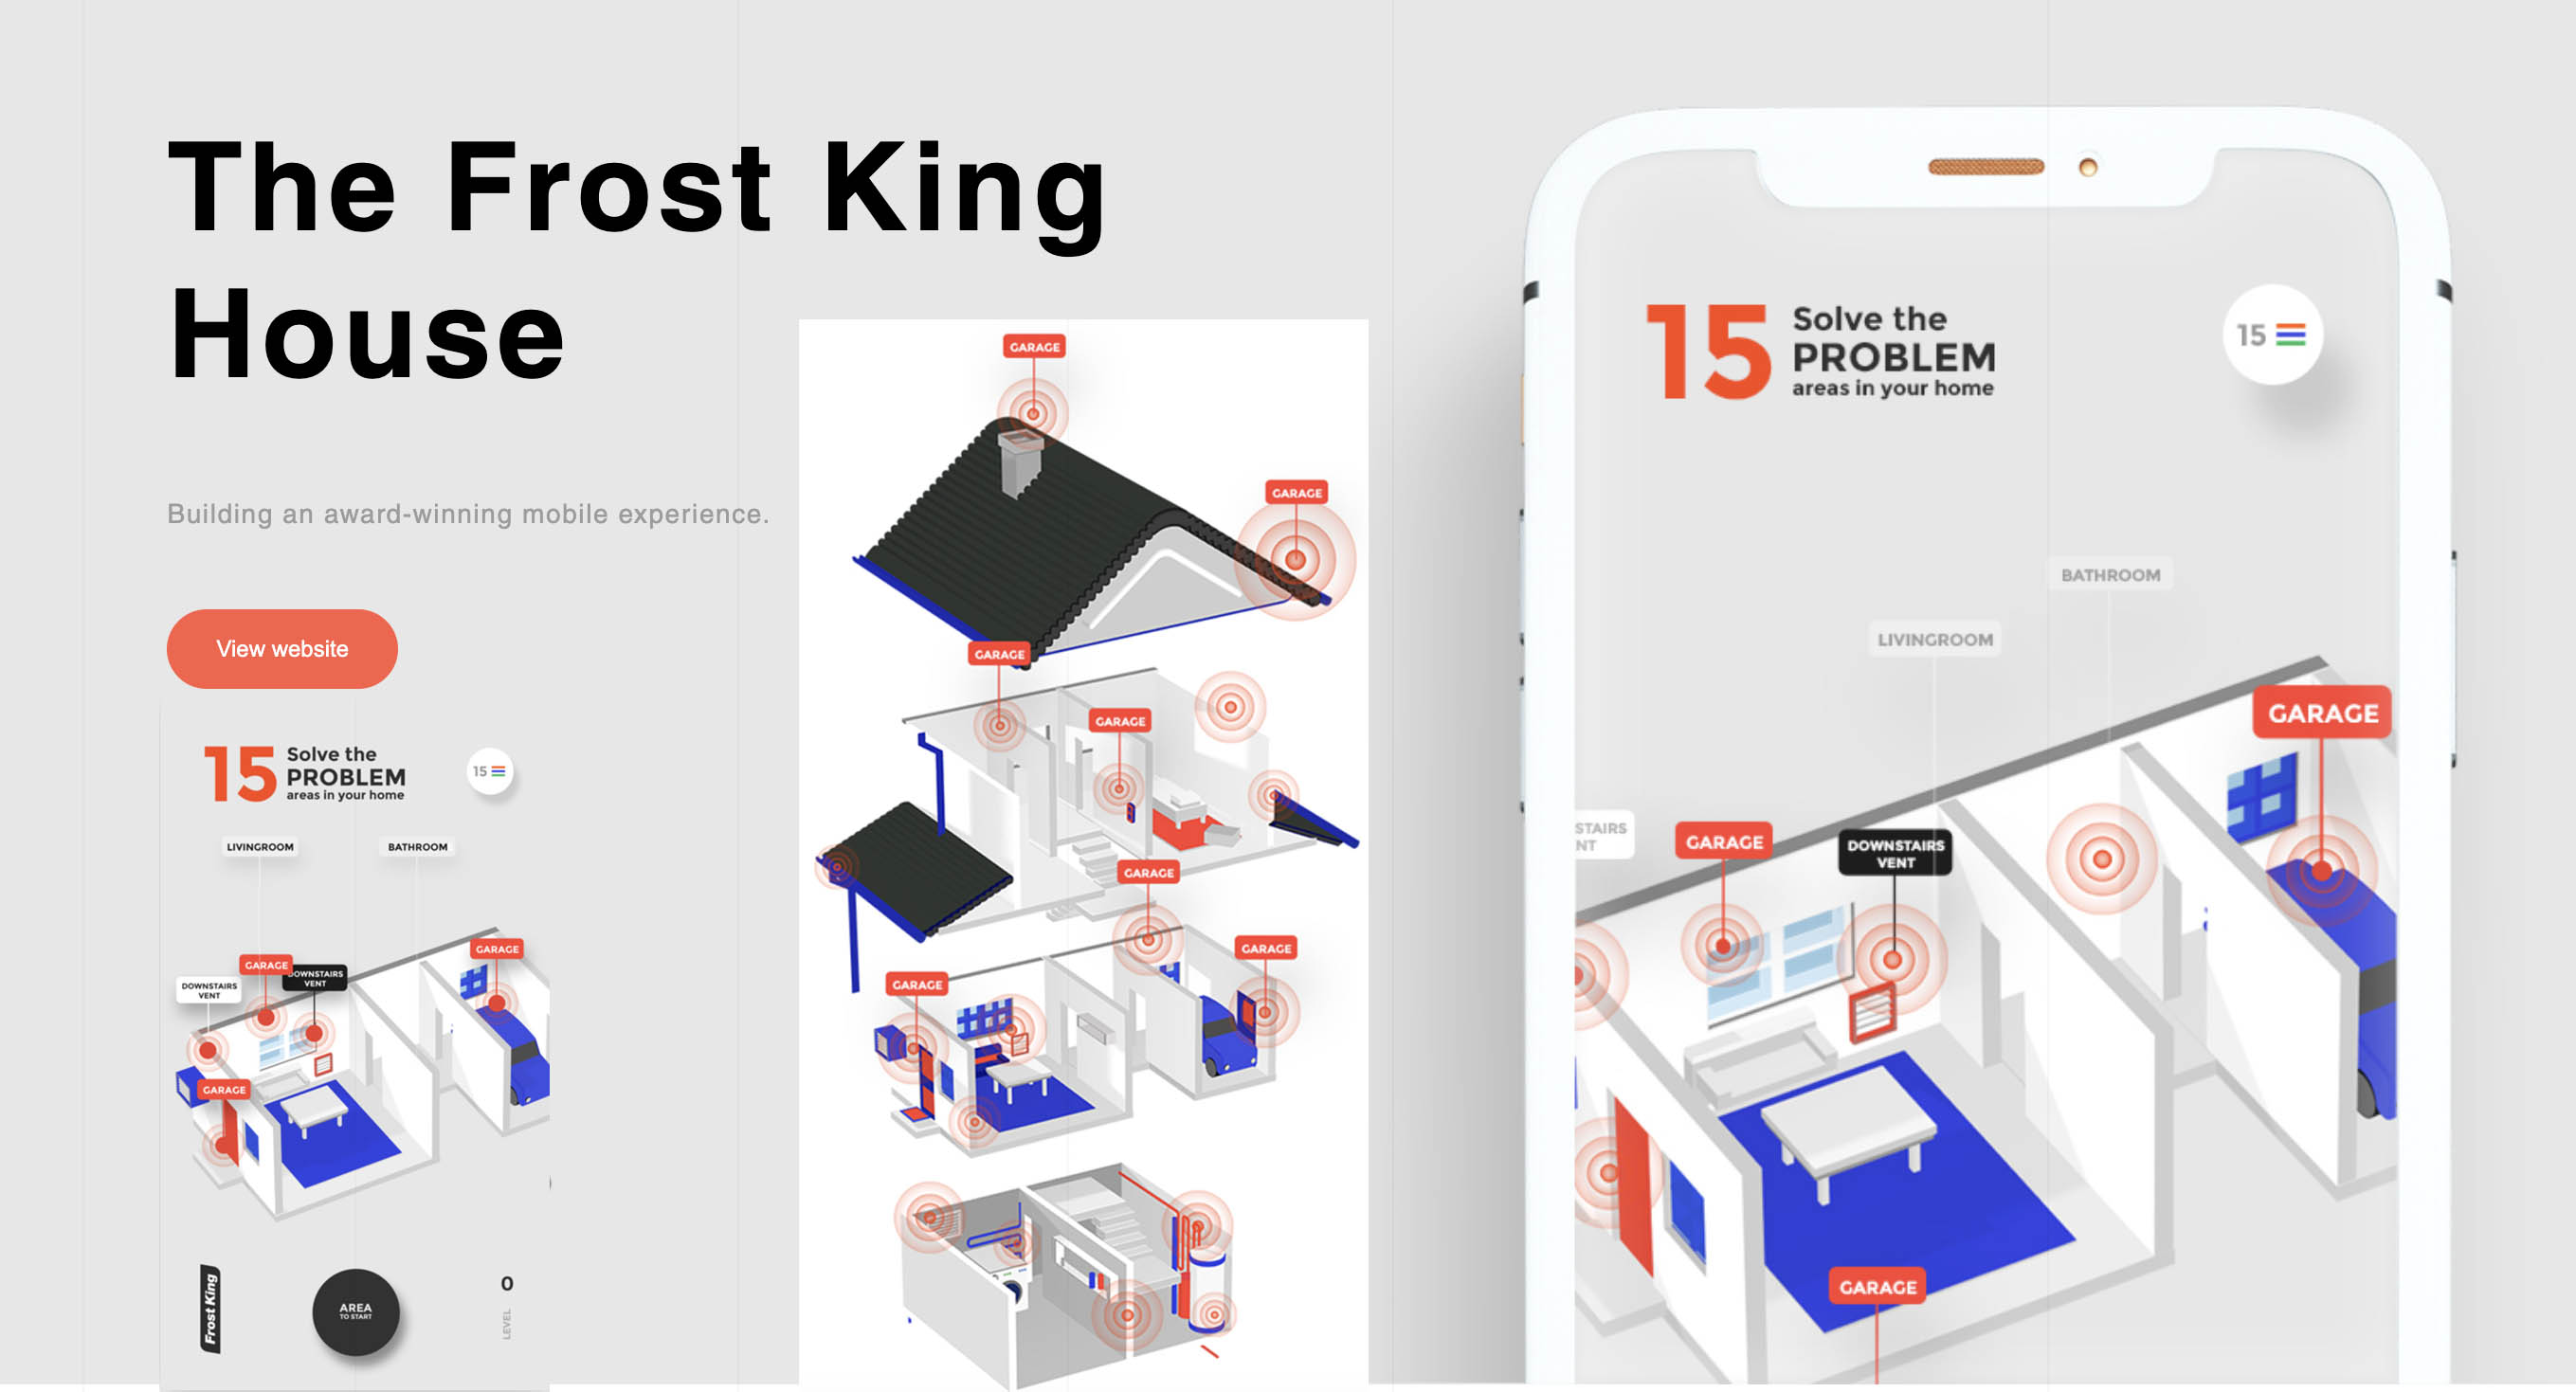 The Frost King
House
Building an award-winning mobile experience.
View website
15
Solve the
PROBLEM
areas in your home
15
LIVINGROOM
BATHROOM
GARAGE
GARAGE
DOWNSTAIRS
VENT
DOWNSTAIRS
VENT
GARAGE
Frost King
AREA
TO START
0
LEVEL
GARAGE
GARAGE
GARAGE
GARAGE
GARAGE
GARAGE
GARAGE
15
Solve the
PROBLEM
areas in your home
15
BATHROOM
LIVINGROOM
GARAGE
STAIRS
NT
GARAGE
DOWNSTAIRS
VENT
GARAGE